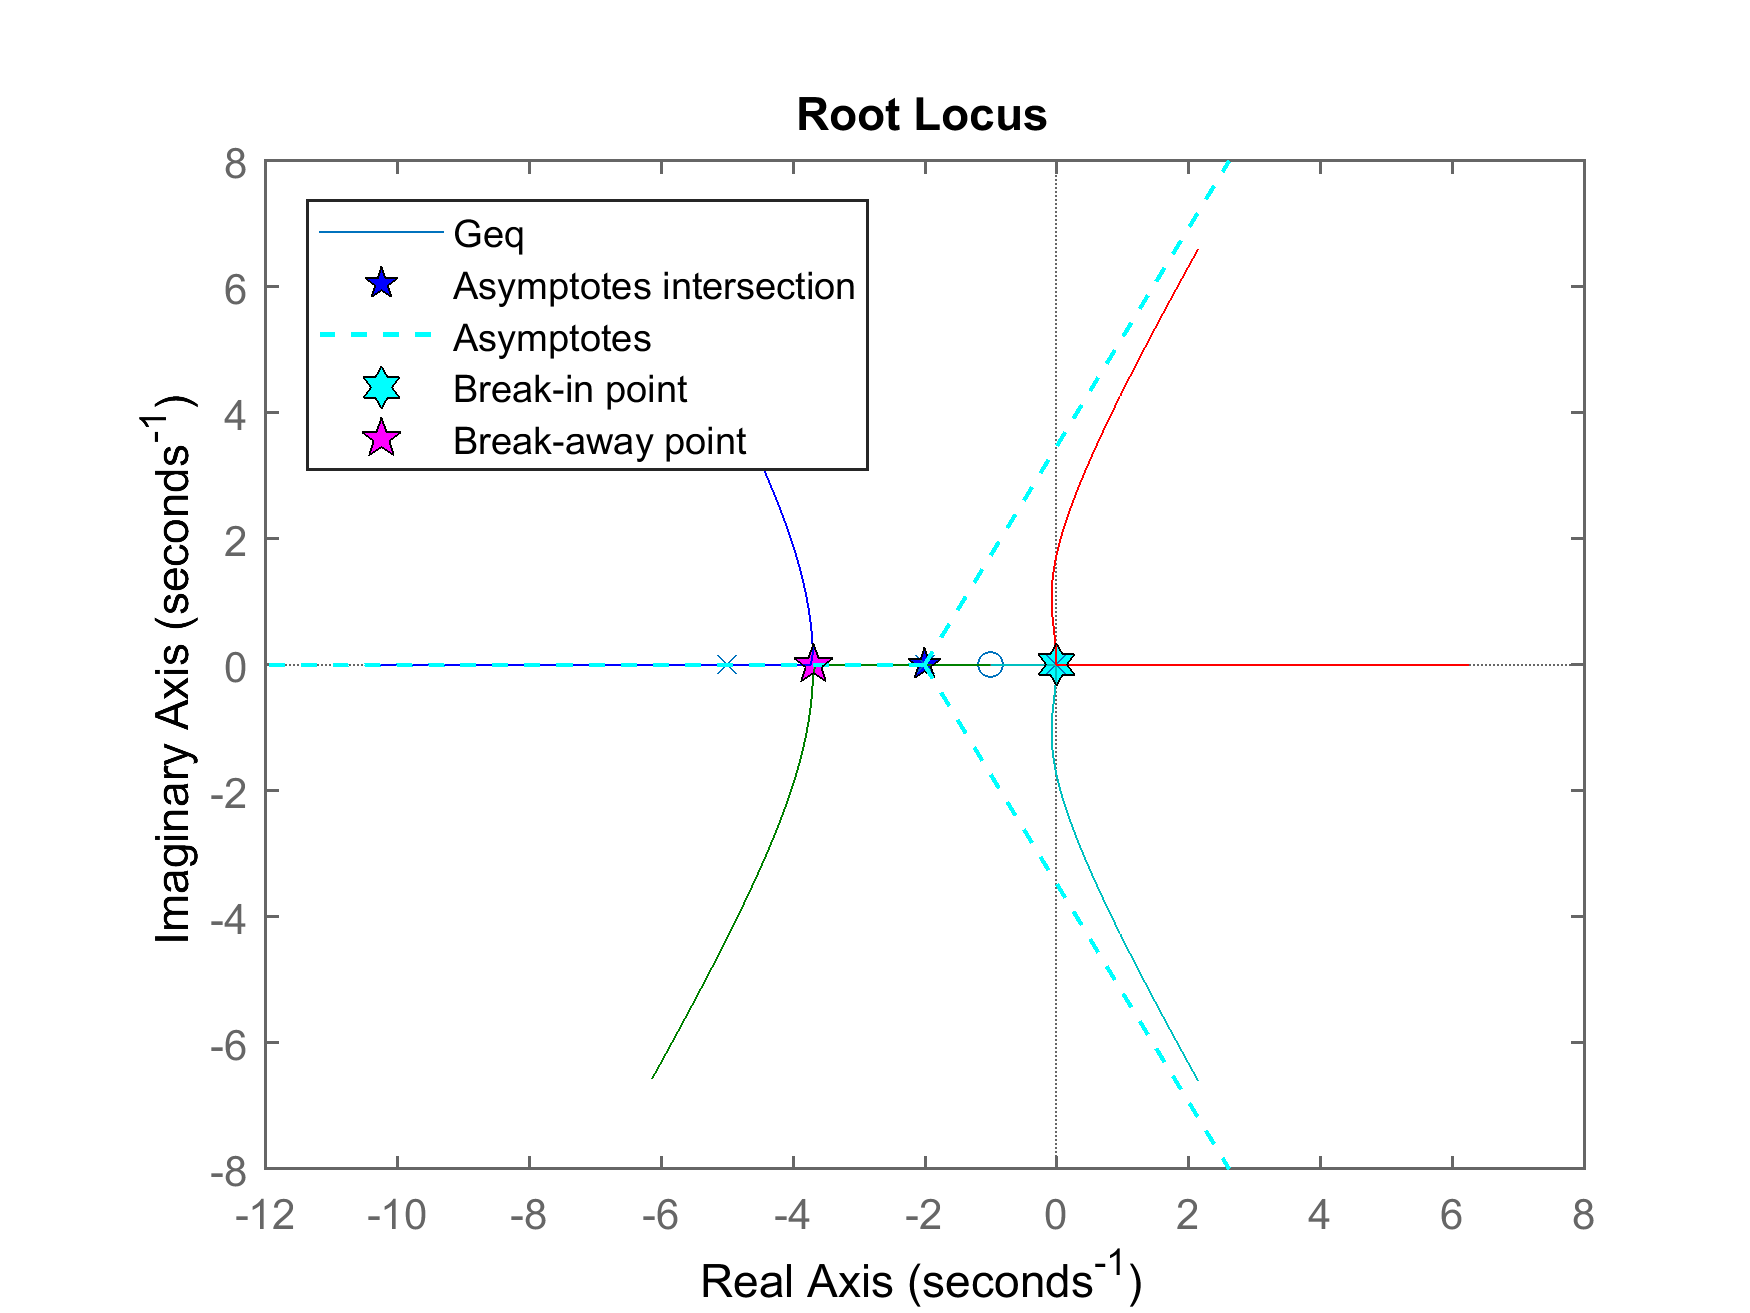 Root Locus
8
6
4
2
0
-2
-4
-6
-8
Imaginary Axis (seconds-1)
Geq
Asymptotes intersection
Asymptotes
Break-in point
Break-away point
-12 -10 -8 -6 -4 -2 0 2 4 6 8
Real Axis (seconds-1)